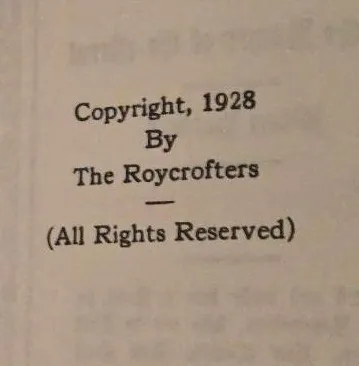 Copyright, 1928
By
The Roycrofters
(All Rights Reserved)